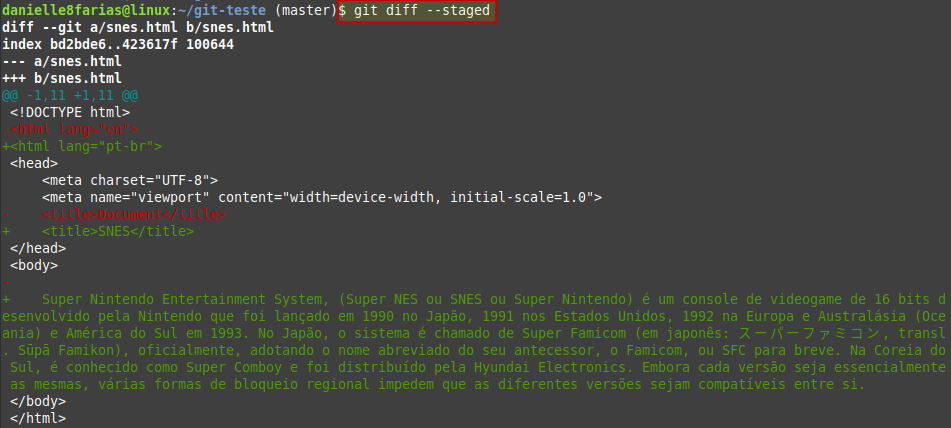 danielle8farias@linux:~/git-teste (master)$ git diff --staged
diff --git a/snes.html b/snes.html
index bd2bde6..423617f 100644
--- a/snes.html
+++ b/snes.html
@@ -1,11 +1,11 @@
 <!DOCTYPE html>
-<html lang="en">
+<html lang="pt-br">
 <head>
     <meta charset="UTF-8">
     <meta name="viewport" content="width=device-width, initial-scale=1.0">
-    <title>Document</title>
+    <title>SNES</title>
 </head>
 <body>
-
+    Super Nintendo Entertainment System, (Super NES ou SNES ou Super Nintendo) é um console de videogame de 16 bits d
esenvolvido pela Nintendo que foi lançado em 1990 no Japão, 1991 nos Estados Unidos, 1992 na Europa e Australásia (Oce
ania) e América do Sul em 1993. No Japão, o sistema é chamado de Super Famicom (em japonês: スーパーファミコン, transl
. Sūpā Famikon), oficialmente, adotando o nome abreviado do seu antecessor, o Famicom, ou SFC para breve. Na Coreia do
 Sul, é conhecido como Super Comboy e foi distribuído pela Hyundai Electronics. Embora cada versão seja essencialmente
 as mesmas, várias formas de bloqueio regional impedem que as diferentes versões sejam compatíveis entre si.
 </body>
 </html>